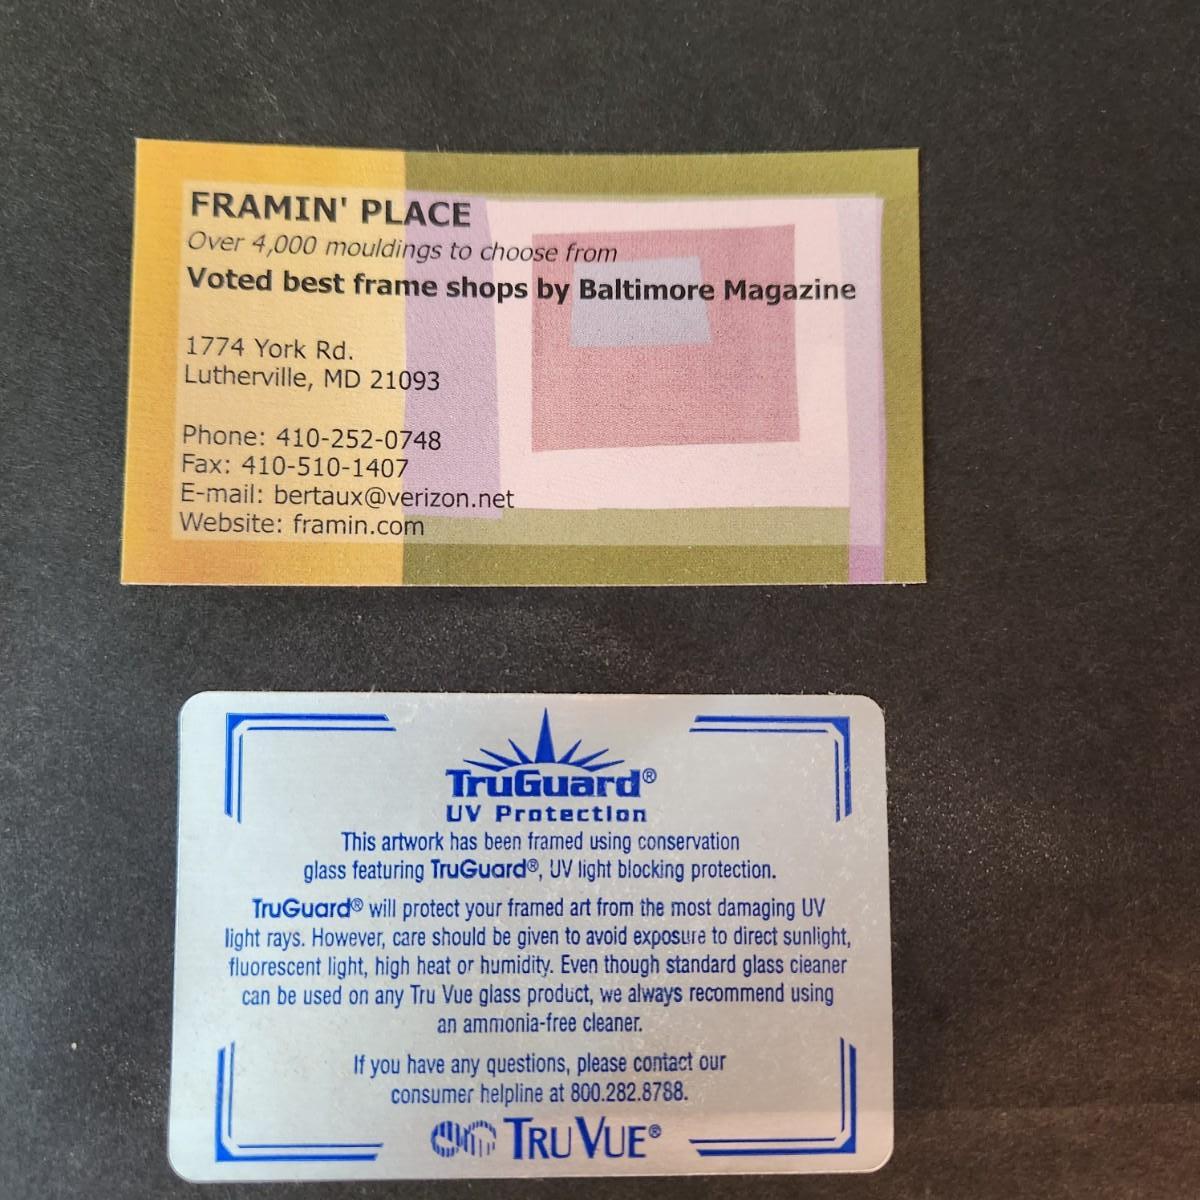 FRAMIN' PLACE
Over 4,000 mouldings to choose from
Voted best frame shops by Baltimore Magazine
1774 York Rd.
Lutherville, MD 21093
Phone: 410-252-0748
Fax: 410-510-1407
E-mail: bertaux@verizon.net
Website: framin.com
TruGuard®
UV Protection
This artwork has been framed using conservation
glass featuring TruGuard®, UV light blocking protection.
TruGuard® will protect your framed art from the most damaging UV
light rays. However, care should be given to avoid exposure to direct sunlight,
fluorescent light, high heat or humidity. Even though standard glass cleaner
can be used on any Tru Vue glass product, we always recommend using
an ammonia-free cleaner.
If you have any questions, please contact our
consumer helpline at 800.282.8788.
TRU VUE®